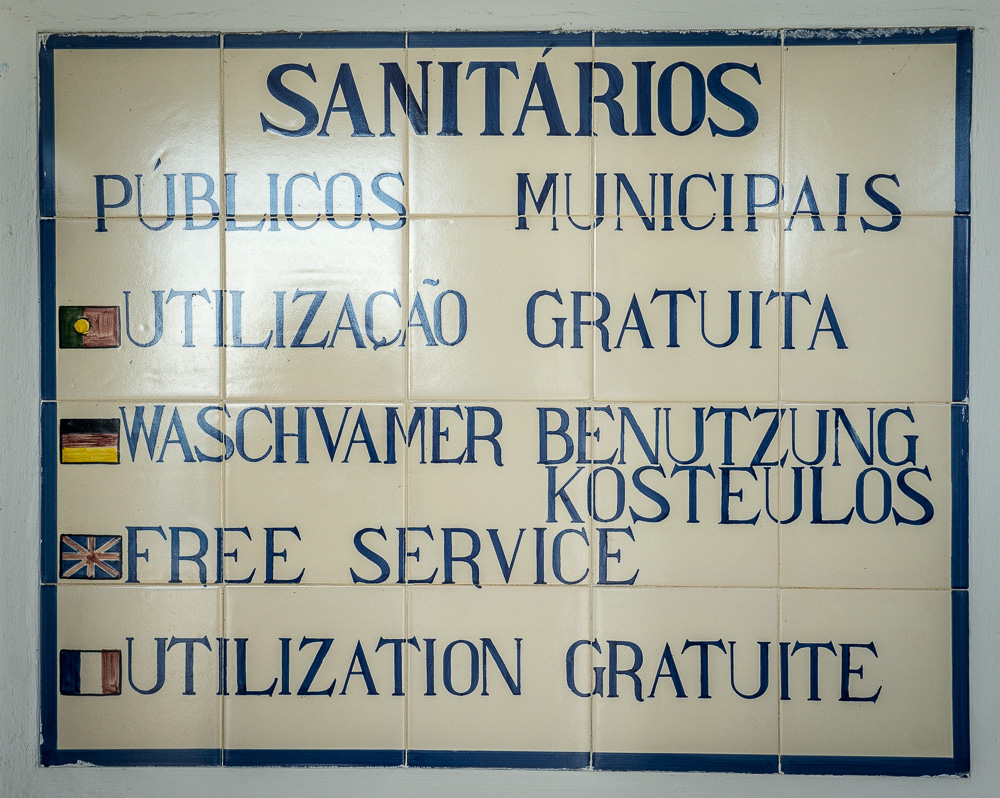 SANITÁRIOS
PÚBLICOS MUNICIPAIS
UTILIZAÇÃO GRATUITA
WASCHVAMER BENUTZUNG
KOSTEULOS
FREE SERVICE
UTILIZATION GRATUITE